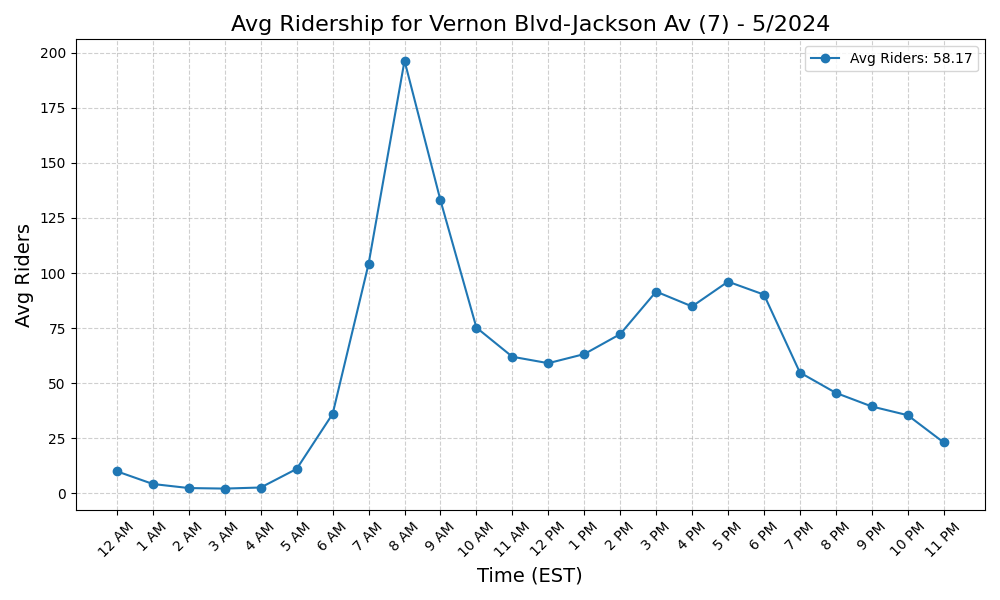 Avg Ridership for Vernon Blvd-Jackson Av (7) - 5/2024
Avg Riders: 58.17
Avg Riders
200
175
150
125
100
75
50
25
0
12 AM
1 AM
2 AM
3 AM
4 AM
5 AM
6 AM
7 AM
8 AM
9 AM
10 AM
11 AM
12 PM
1 PM
2 PM
3 PM
4 PM
5 PM
6 PM
7 PM
8 PM
9 PM
10 PM
11 PM
Time (EST)